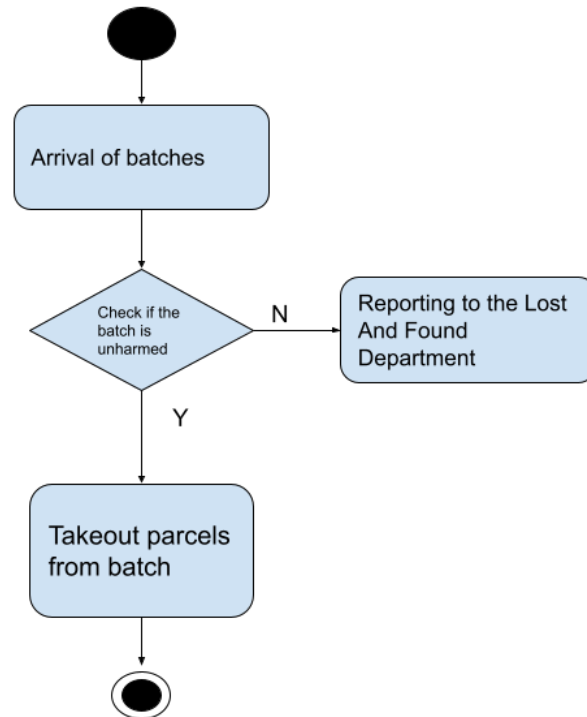 Arrival of batches
Check if the
batch is
unharmed
N
Reporting to the Lost
And Found
Department
Y
Takeout parcels
from batch